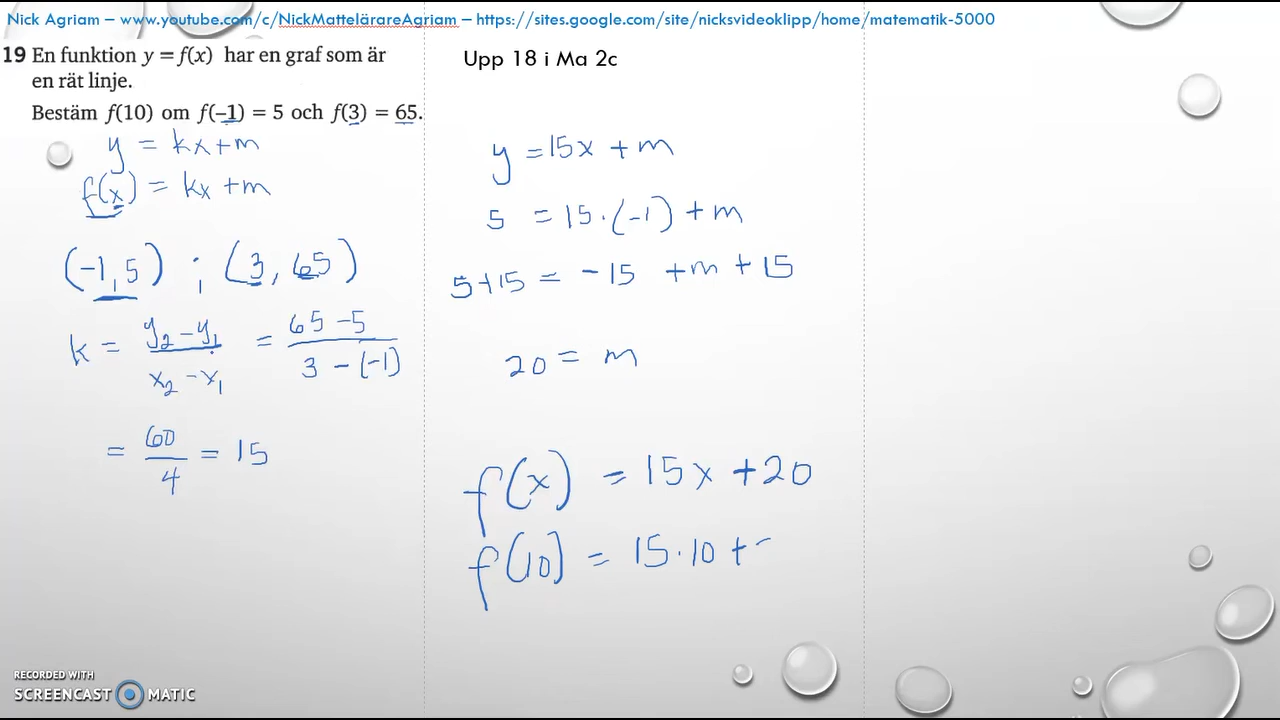 Nick Agriam – www.youtube.com/c/NickMattelärareAgriam – https://sites.google.com/site/nicksvideoklipp/home/matematik-5000
19 En funktion y = f(x) har en graf som är
en rät linje.
Bestäm f(10) om f(–1) = 5 och f(3) = 65.
y = kx+m
f(x) = kx +m
(-1,5) ; (3, 65)
k = y₂-y₁ / x₂-x₁ = 65-5 / 3-(-1)
= 60/4 = 15
Upp 18 i Ma 2c
y = 15x + m
5 = 15·(-1) + m
5+15 = -15 +m + 15
20 = m
f(x) = 15x +20
f(10) = 15·10 +
RECORDED WITH
SCREENCAST MATIC